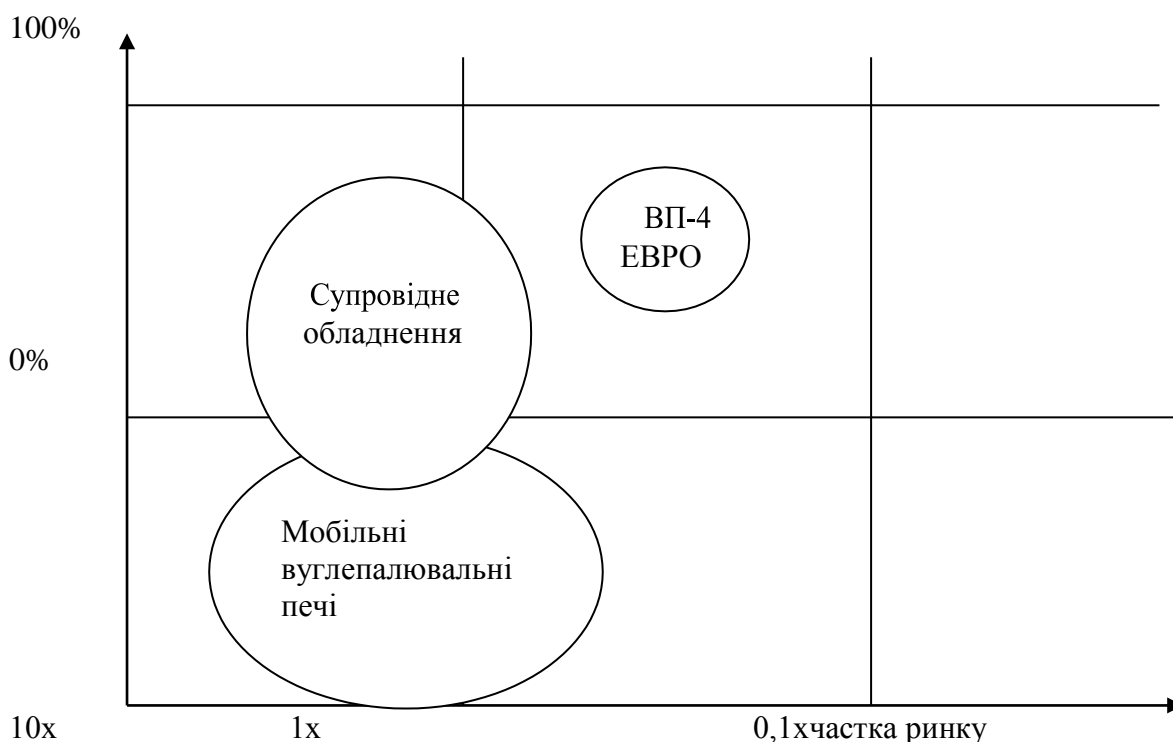 100%
ВП-4
ЕВРО
Супровідне
обладнення
0%
Мобільні
вуглепалювальні
печі
10х
1х
0,1хчастка ринку